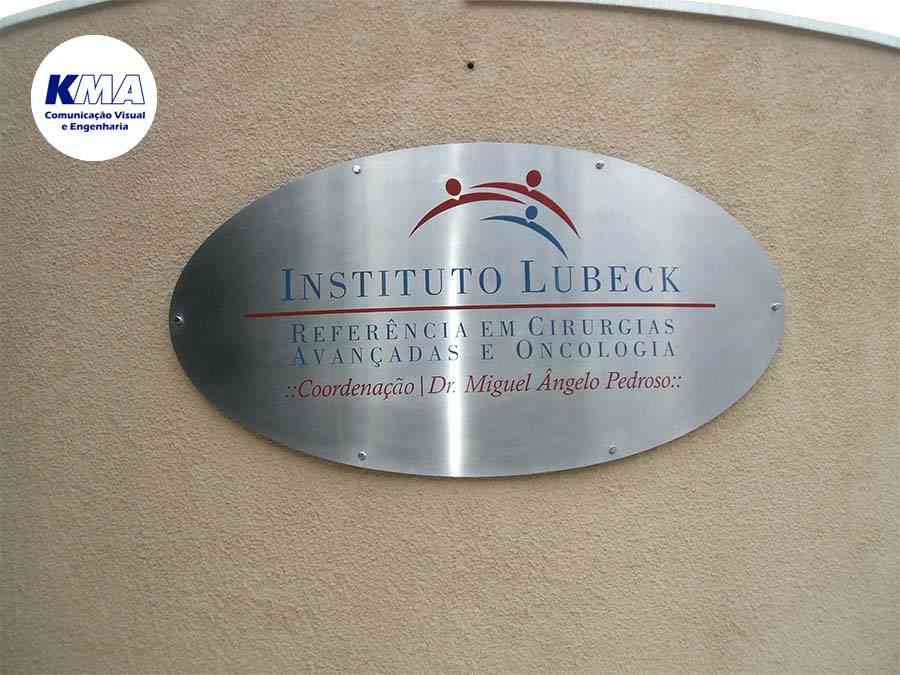 KMA
Comunicação Visual
e Engenharia
INSTITUTO LUBECK
REFERÊNCIA EM CIRURGIAS
AVANÇADAS E ONCOLOGIA
::Coordenação | Dr. Miguel Ângelo Pedroso::